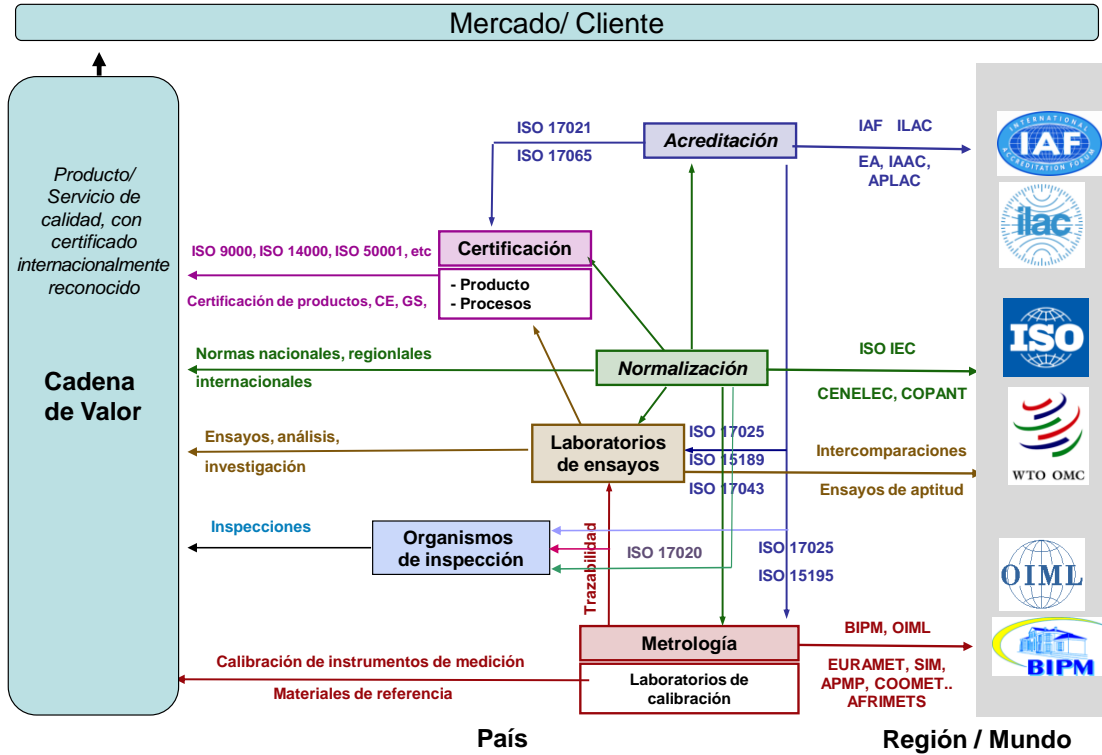 Mercado/ Cliente
Producto/
Servicio de
calidad, con
certificado
internacionalmente
reconocido
Cadena
de Valor
ISO 17021
ISO 17065
Acreditación
IAF ILAC
EA, IAAC,
APLAC
INTERNATIONAL
IAF
ACCREDITATION FORUM
ilac
ISO 9000, ISO 14000, ISO 50001, etc
Certificación de productos, CE, GS,
Certificación
- Producto
- Procesos
Normas nacionales, regionlales
internacionales
Normalización
ISO IEC
CENELEC, COPANT
ISO
WTO OMC
Ensayos, análisis,
investigación
Laboratorios
de ensayos
ISO 17025
ISO 15189
ISO 17043
Intercomparaciones
Ensayos de aptitud
Inspecciones
Organismos
de inspección
Trazabilidad
ISO 17020
ISO 17025
ISO 15195
OIML
Metrología
Laboratorios de
calibración
Calibración de instrumentos de medición
Materiales de referencia
BIPM, OIML
EURAMET, SIM,
APMP, COOMET..
AFRIMETS
BIPM
País
Región / Mundo